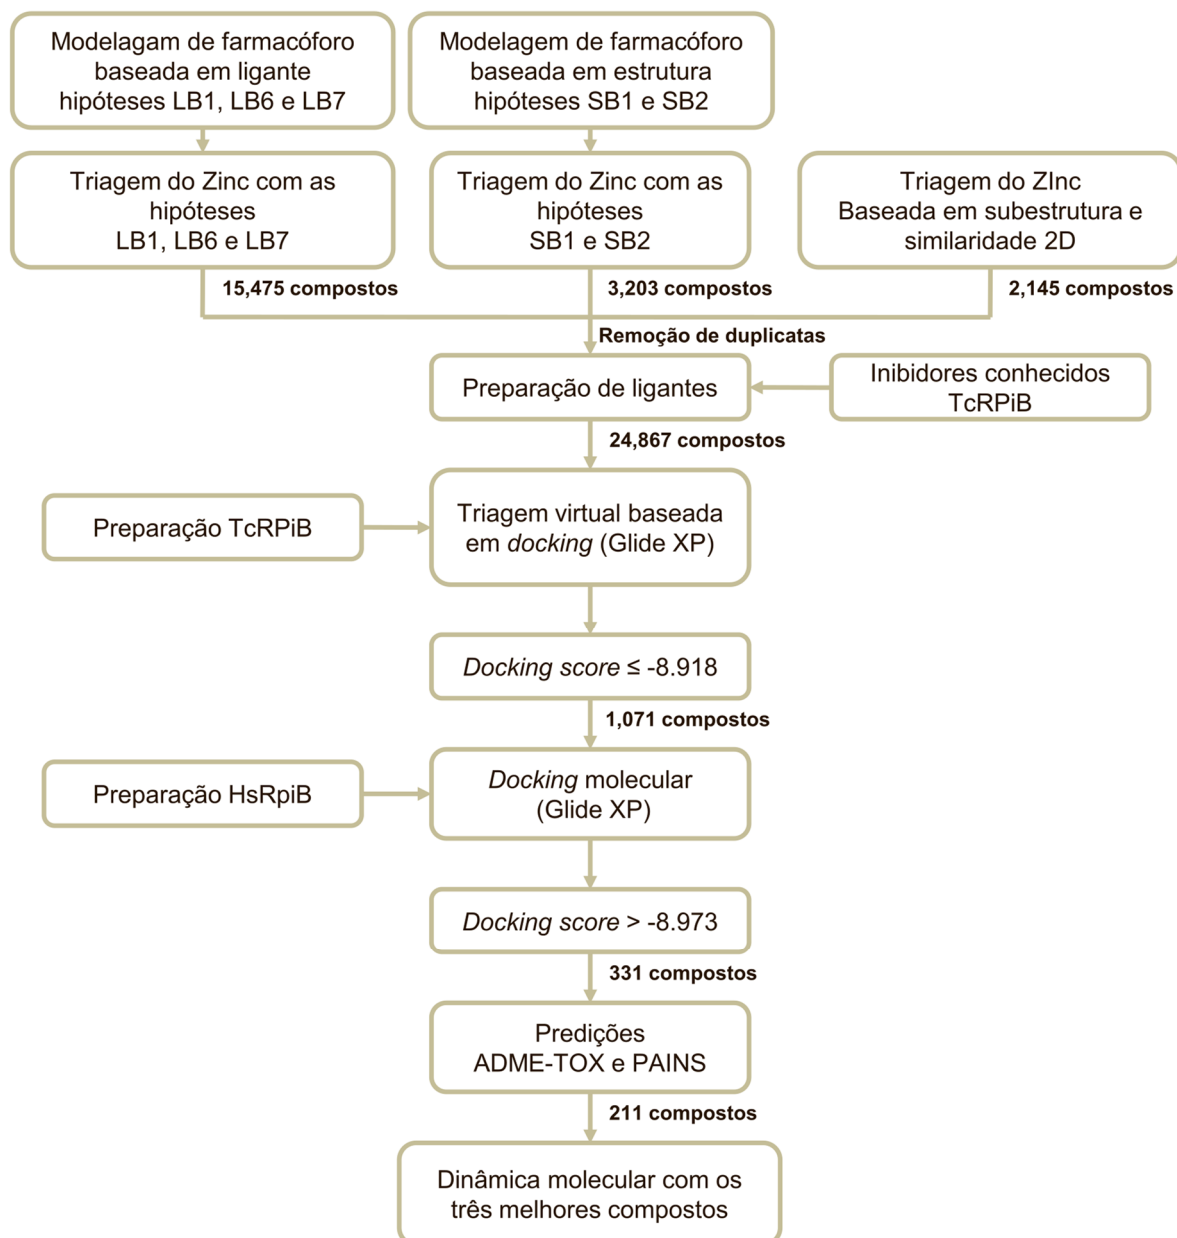 Modelagam de farmacóforo
baseada em ligante
hipóteses LB1, LB6 e LB7
Modelagem de farmacóforo
baseada em estrutura
hipóteses SB1 e SB2
Triagem do Zinc com as
hipóteses
LB1, LB6 e LB7
Triagem do Zinc com as
hipóteses
SB1 e SB2
Triagem do ZInc
Baseada em subestrutura e
similaridade 2D
15,475 compostos
3,203 compostos
2,145 compostos
Remoção de duplicatas
Preparação de ligantes
Inibidores conhecidos
TcRPiB
24,867 compostos
Preparação TcRPiB
Triagem virtual baseada
em docking (Glide XP)
Docking score ≤ -8.918
1,071 compostos
Preparação HsRpiB
Docking molecular
(Glide XP)
Docking score > -8.973
331 compostos
Predições
ADME-TOX e PAINS
211 compostos
Dinâmica molecular com os
três melhores compostos